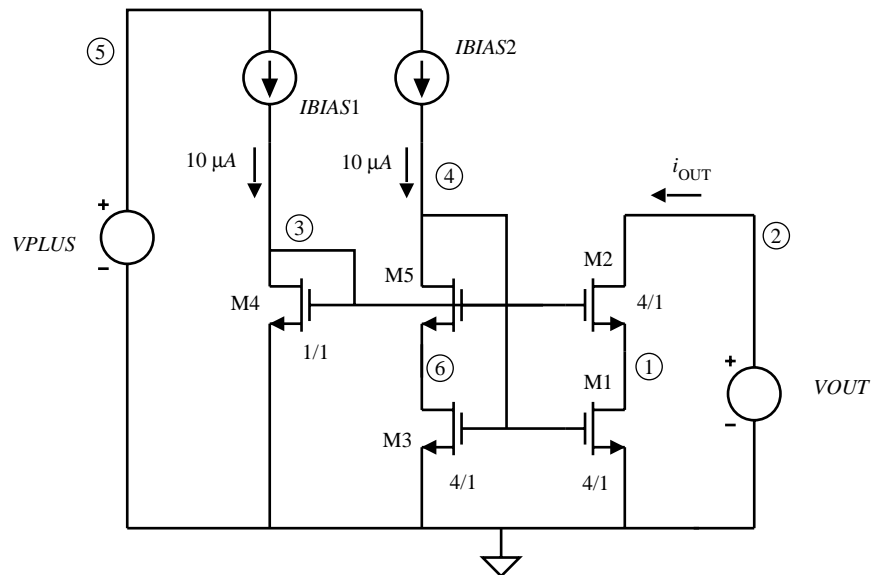 5
IBIAS2
IBIAS1
10 µA
10 µA
4
iOUT
3
2
+
VPLUS
−
M5
M2
M4
4/1
1/1
6
1
M1
+
VOUT
−
M3
4/1
4/1